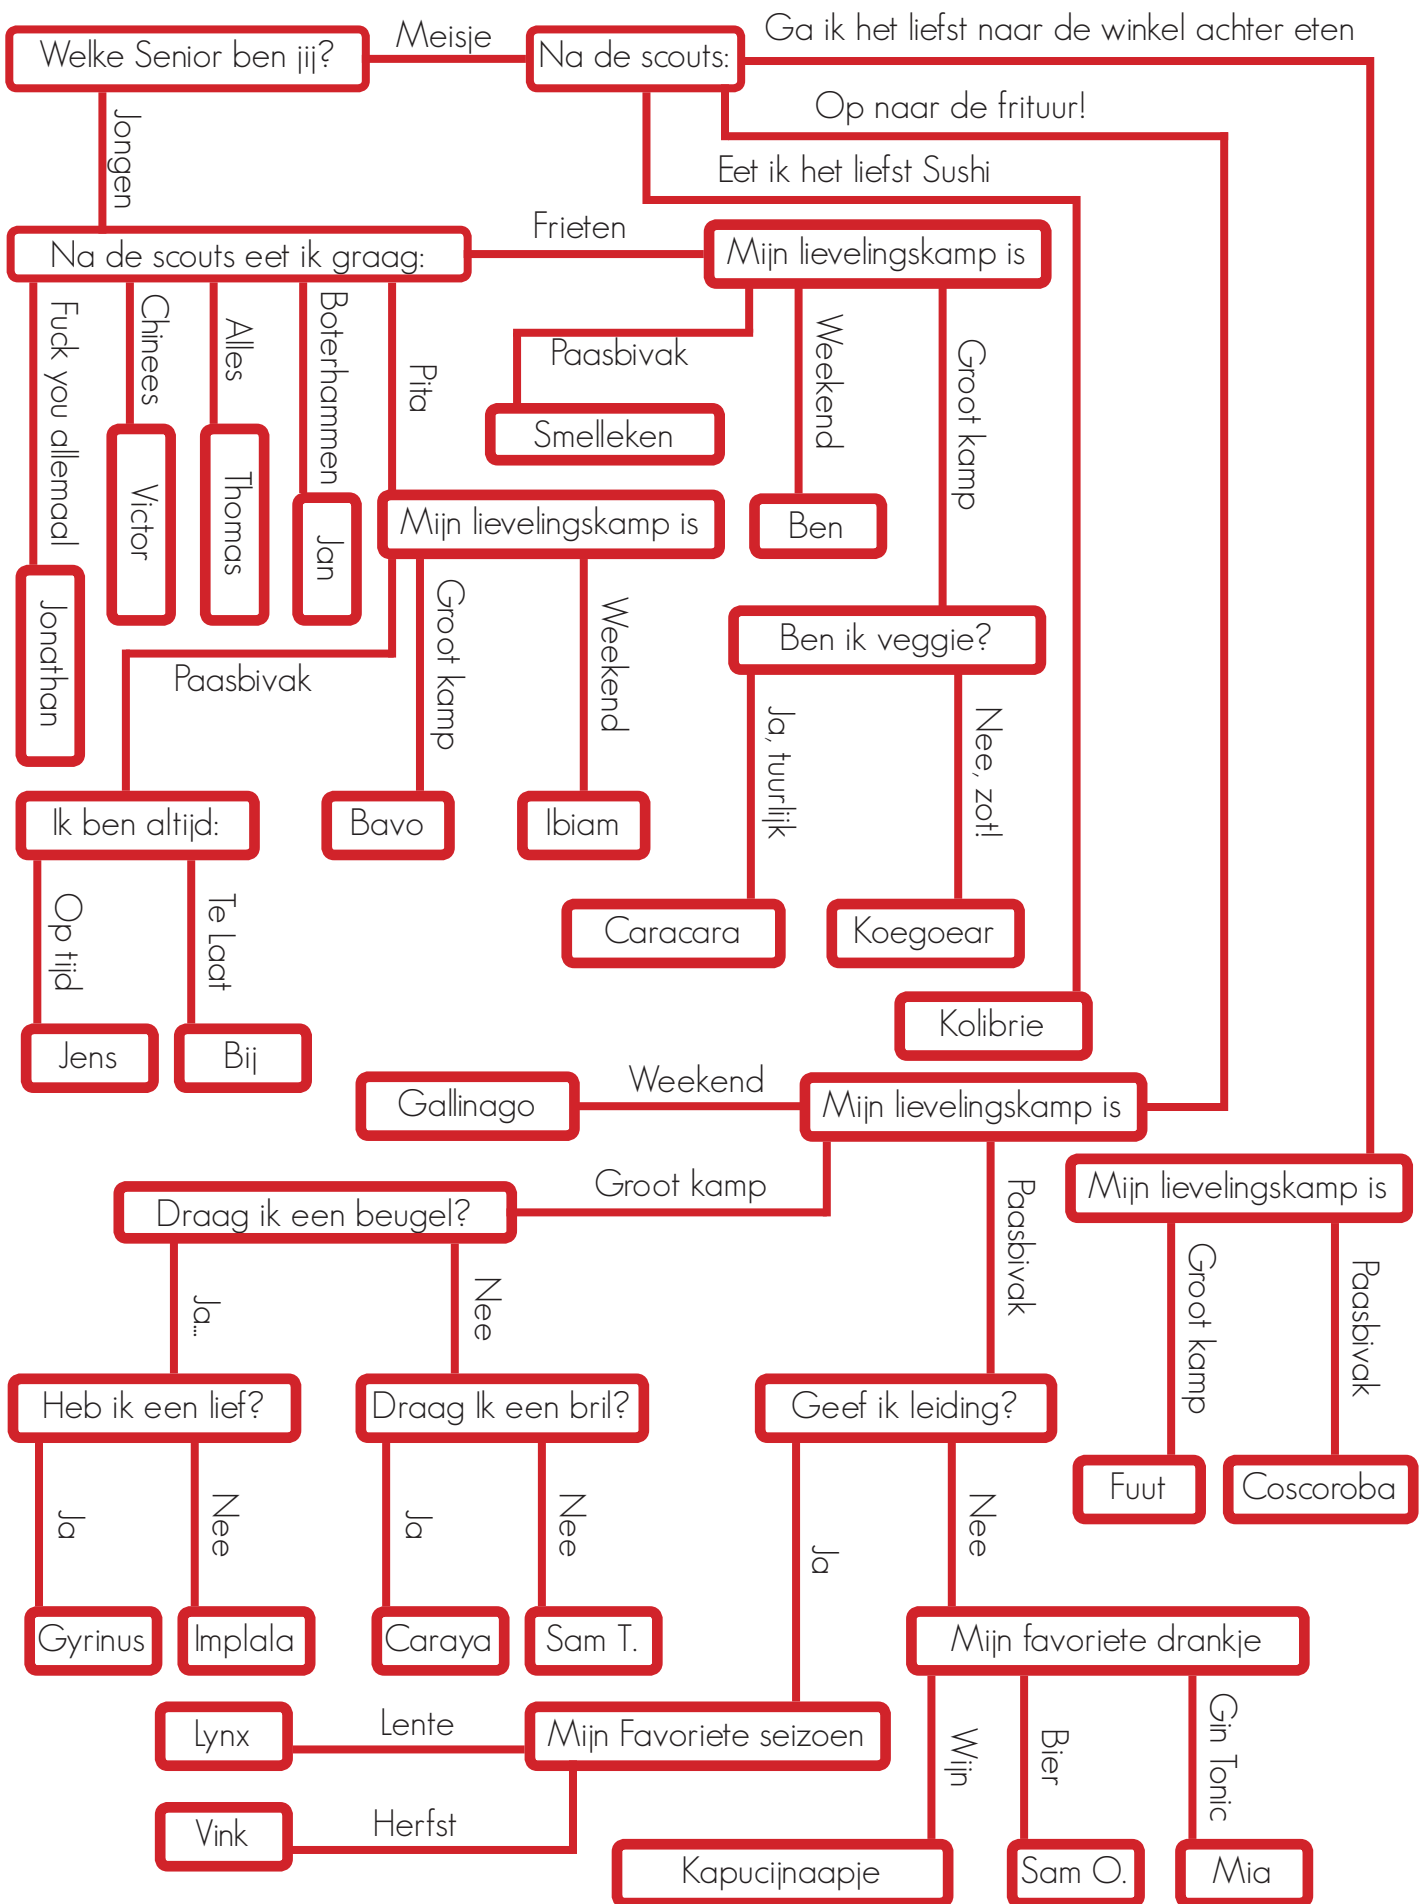 Welke Senior ben jij?
Meisje
Na de scouts:
Ga ik het liefst naar de winkel achter eten
Op naar de frituur!
Eet ik het liefst Sushi
Jongen
Na de scouts eet ik graag:
Frieten
Mijn lievelingskamp is
Fuck you allemaal
Chinees
Alles
Boterhammen
Pita
Paasbivak
Weekend
Groot kamp
Smelleken
Ben
Jonathan
Victor
Thomas
Jan
Mijn lievelingskamp is
Paasbivak
Groot kamp
Weekend
Ben ik veggie?
Ja, tuurlijk
Nee, zot!
Ik ben altijd:
Bavo
Ibiam
Op tijd
Te Laat
Caracara
Koegoear
Jens
Bij
Kolibrie
Gallinago
Weekend
Mijn lievelingskamp is
Groot kamp
Paasbivak
Mijn lievelingskamp is
Draag ik een beugel?
Groot kamp
Paasbivak
Ja...
Nee
Heb ik een lief?
Draag Ik een bril?
Geef ik leiding?
Fuut
Coscoroba
Ja
Nee
Ja
Nee
Ja
Nee
Gyrinus
Implala
Caraya
Sam T.
Mijn favoriete drankje
Lynx
Lente
Mijn Favoriete seizoen
Wijn
Bier
Gin Tonic
Vink
Herfst
Kapucijnaapje
Sam O.
Mia